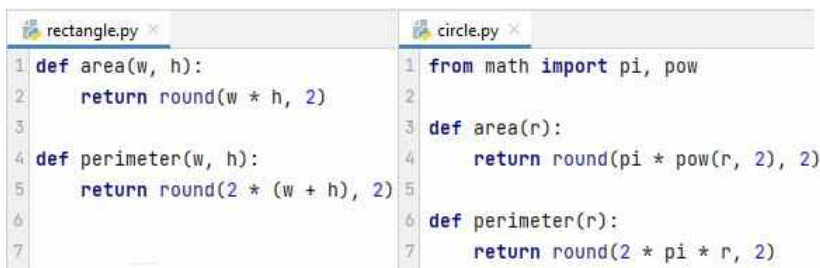 rectangle.py
1 def area(w, h):
2     return round(w * h, 2)
3
4 def perimeter(w, h):
5     return round(2 * (w + h), 2)
6
7
circle.py
1 from math import pi, pow
2
3 def area(r):
4     return round(pi * pow(r, 2), 2)
5
6 def perimeter(r):
7     return round(2 * pi * r, 2)